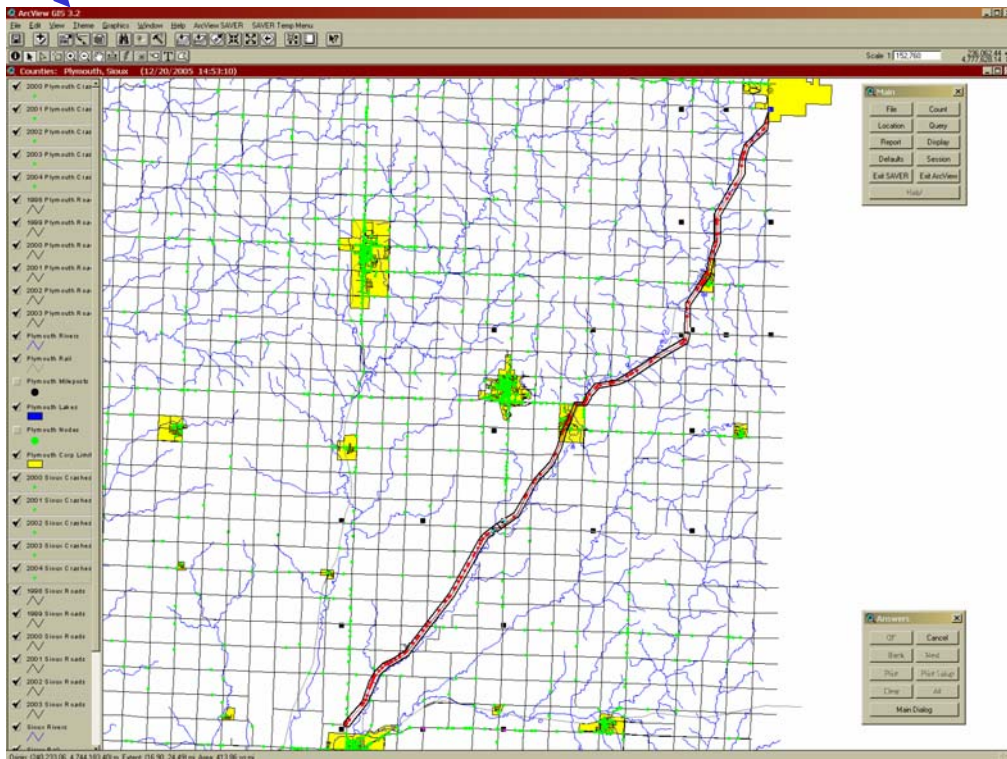 ArcView GIS 3.2
File Edit View Theme Graphics Window Help ArcView SAVER SAVER Temp Menu
Scale 1: 152,760
Counties: Plymouth, Sioux (12/20/2005 14:53:10)
2000 Plymouth Cras
2001 Plymouth Cras
2002 Plymouth Cras
2003 Plymouth Cras
2004 Plymouth Cras
1998 Plymouth Roa
1999 Plymouth Roa
2000 Plymouth Roa
2001 Plymouth Roa
2002 Plymouth Roa
2003 Plymouth Roa
Plymouth Rivers
Plymouth Rail
Plymouth Mileposts
Plymouth Lakes
Plymouth Nodes
Plymouth Corp Limit
2000 Sioux Crashes
2001 Sioux Crashes
2002 Sioux Crashes
2003 Sioux Crashes
2004 Sioux Crashes
1998 Sioux Roads
1999 Sioux Roads
2000 Sioux Roads
2001 Sioux Roads
2002 Sioux Roads
2003 Sioux Roads
Sioux Rivers
Main
File Count
Location Query
Report Display
Defaults Session
Exit SAVER Exit ArcView
Help!
Answers
Cancel
Back Next
Print Print Setup
Clear All
Main Dialog